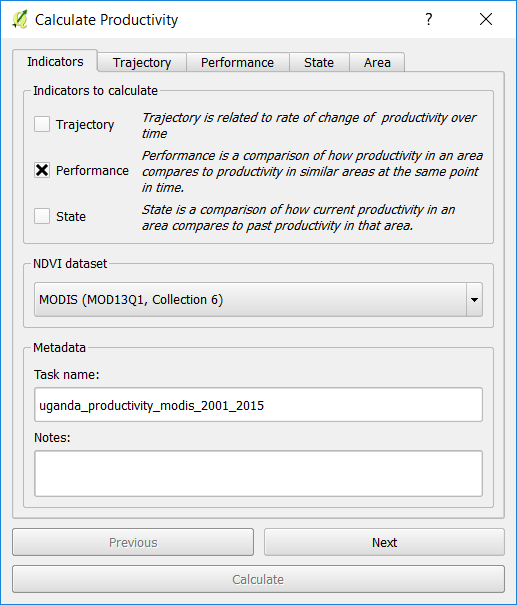 Calculate Productivity
?
Indicators Trajectory Performance State Area
Indicators to calculate
Trajectory
Trajectory is related to rate of change of productivity over
time
Performance
Performance is a comparison of how productivity in an area
compares to productivity in similar areas at the same point
in time.
State
State is a comparison of how current productivity in an
area compares to past productivity in that area.
NDVI dataset
MODIS (MOD13Q1, Collection 6)
Metadata
Task name:
uganda_productivity_modis_2001_2015
Notes:
Previous Next
Calculate